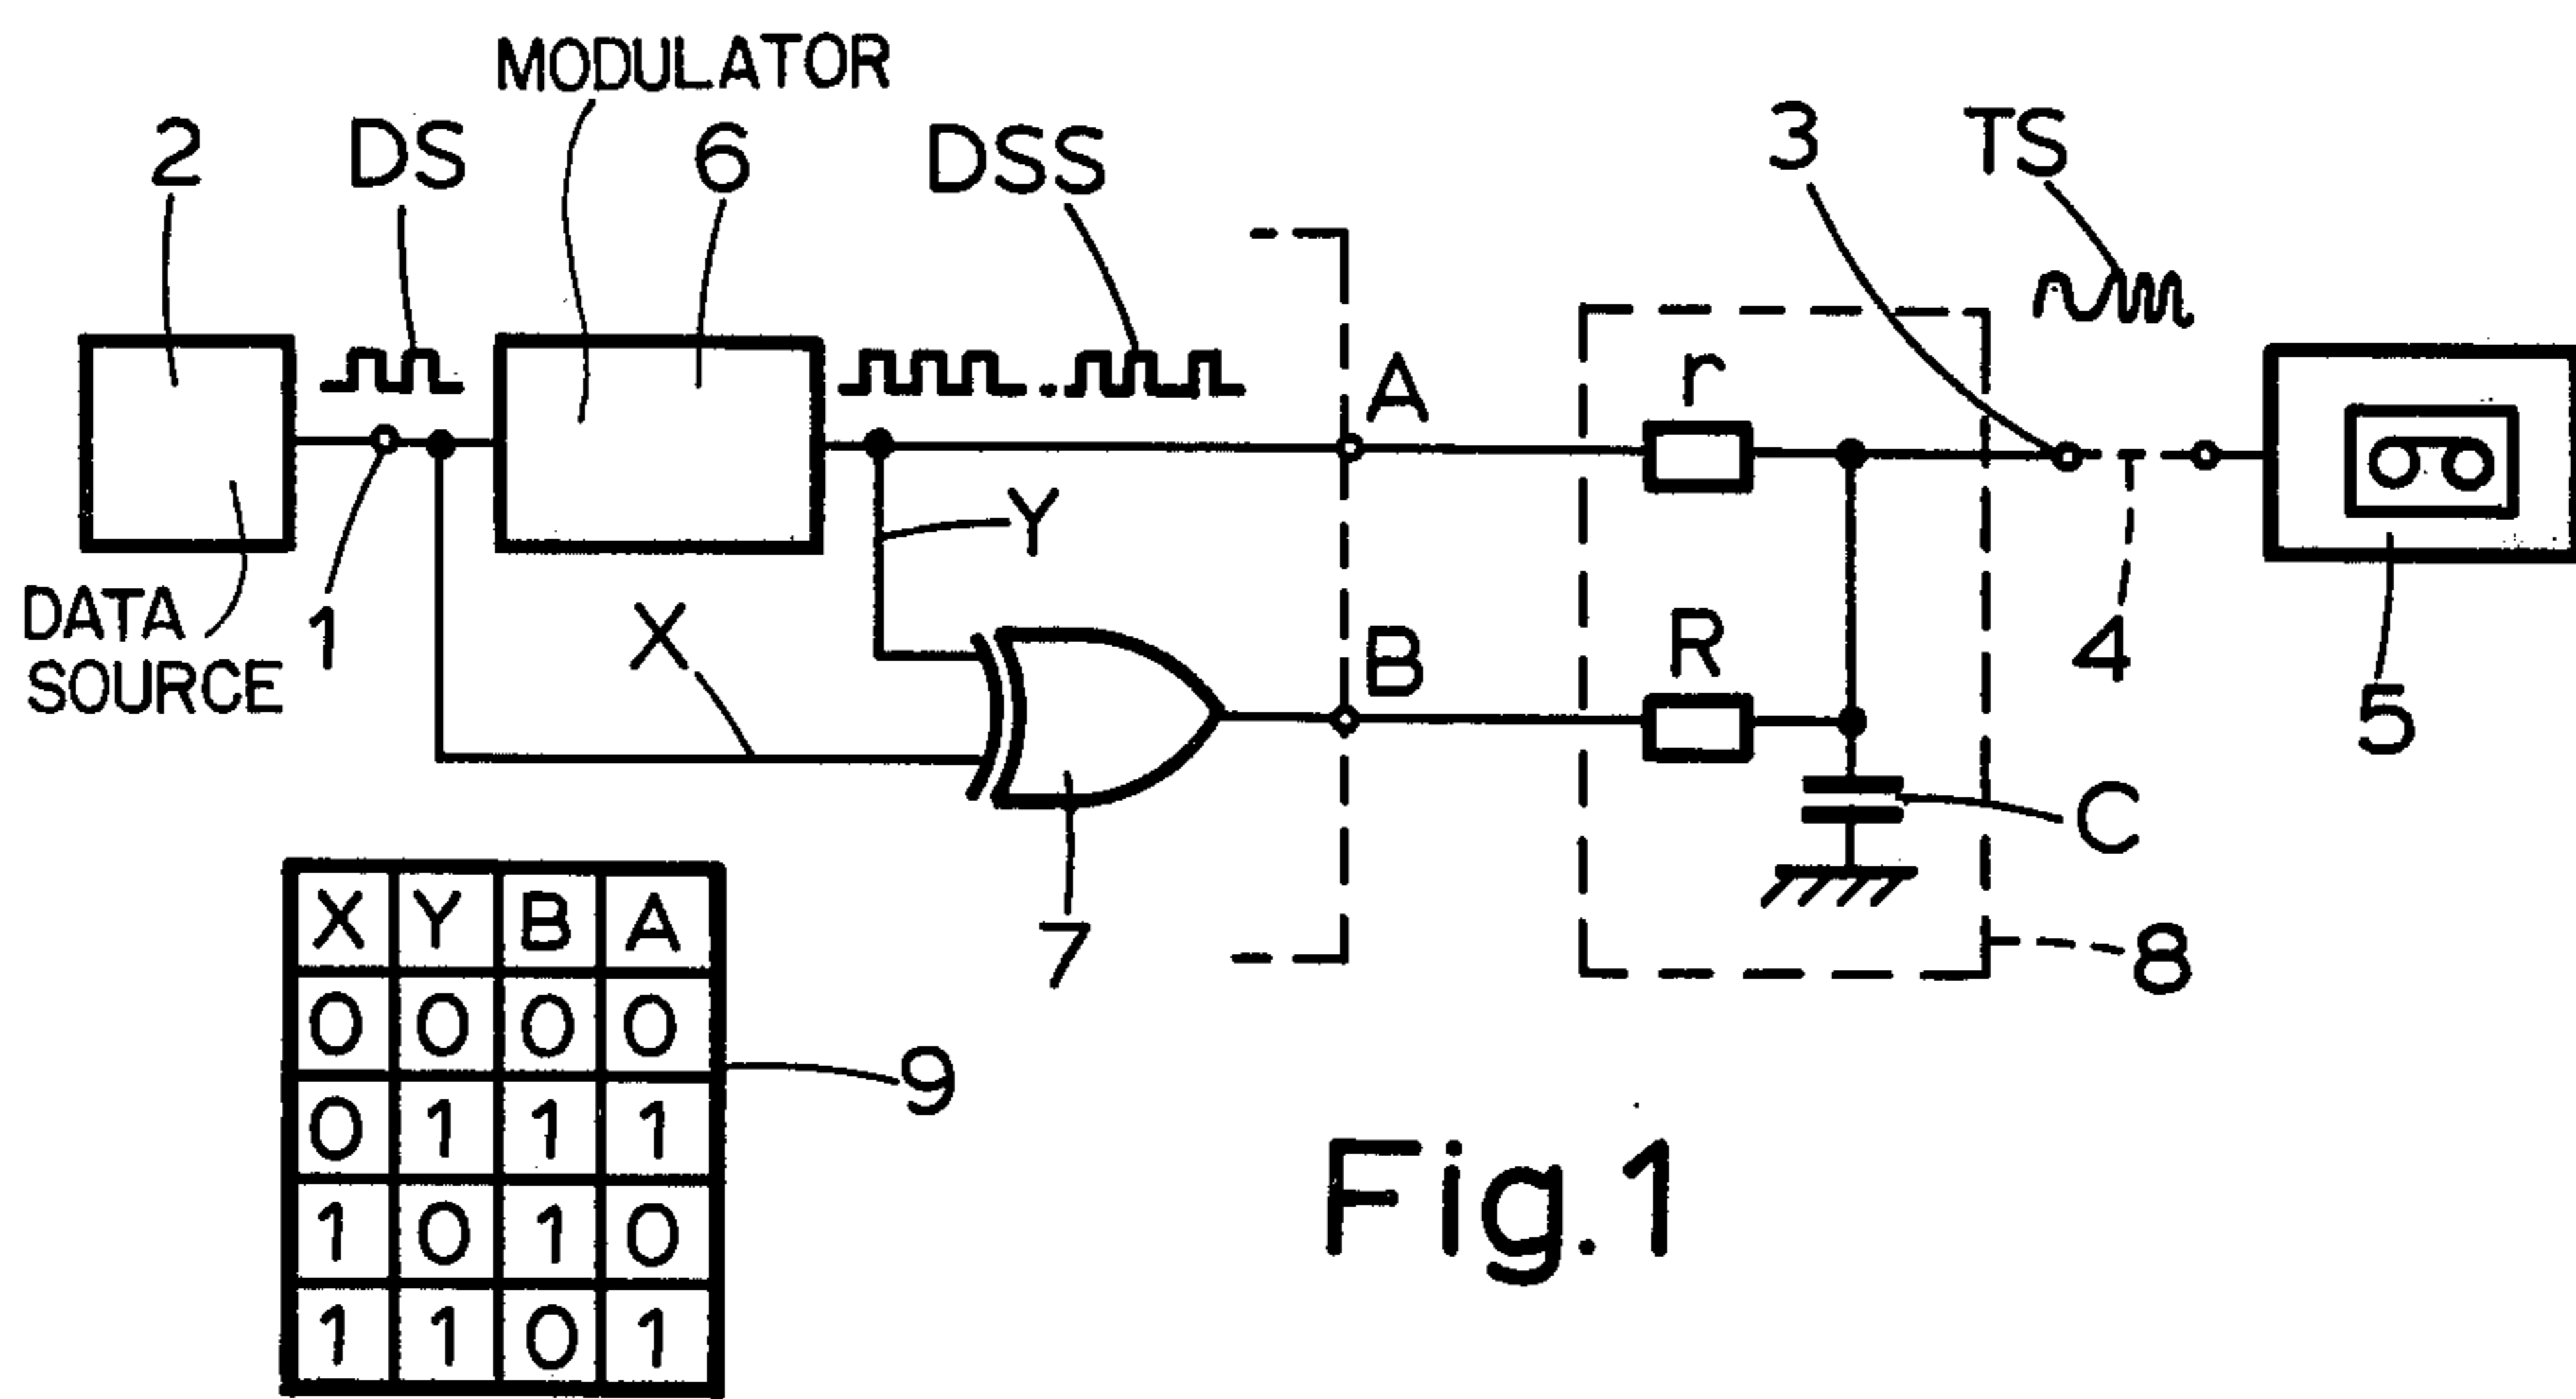 MODULATOR
2
DS
6
DSS
3
TS
A
r
Y
DATA
SOURCE
1
X
B
R
4
5
C
7
8
X Y B A
0 0 0 0
0 1 1 1
1 0 1 0
1 1 0 1
9
Fig.1